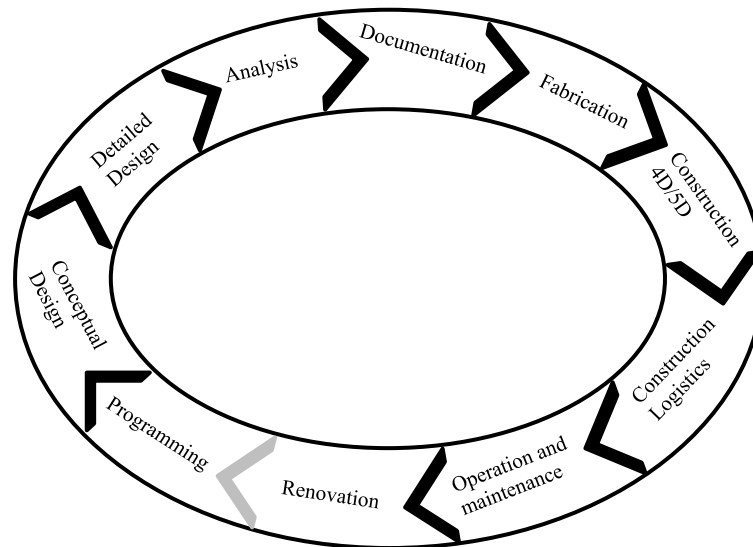 Programming
Conceptual
Design
Detailed
Design
Analysis
Documentation
Fabrication
Construction
4D/5D
Construction
Logistics
Operation and
maintenance
Renovation